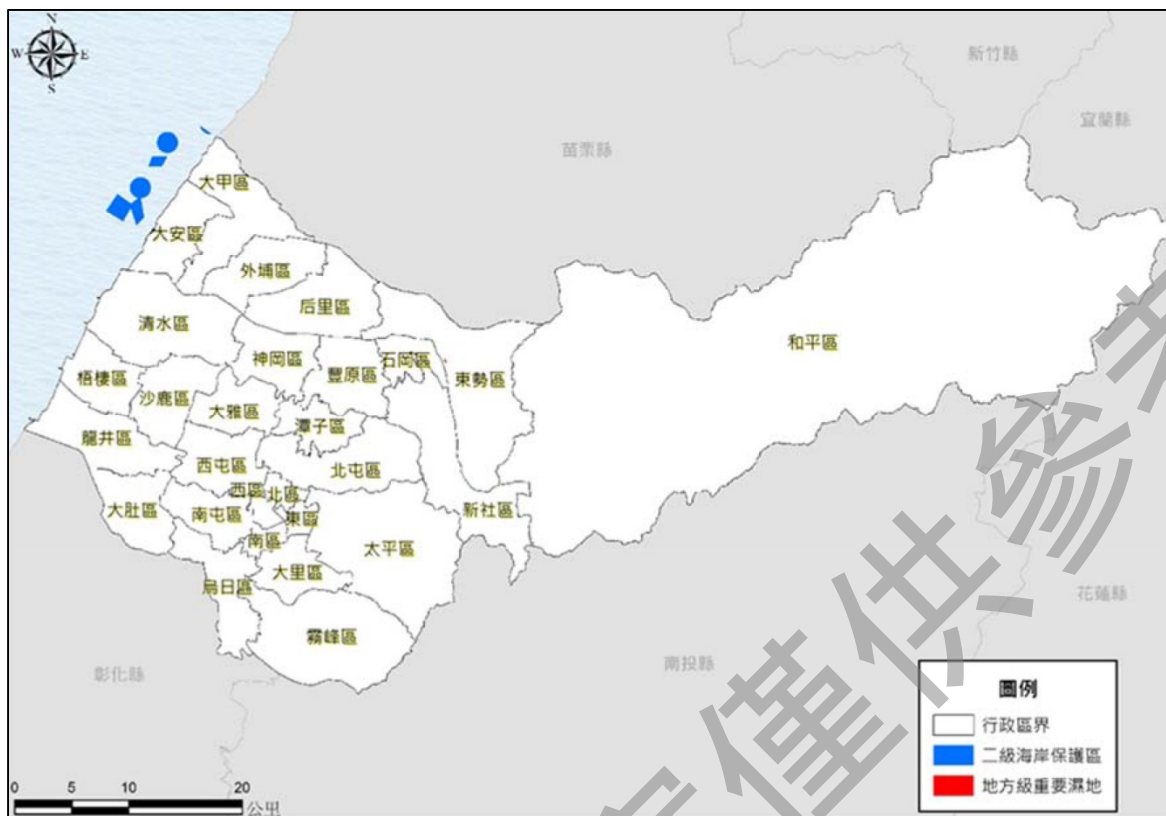 N
W E
S
新竹縣
宜蘭縣
苗栗縣
大甲區
大安區
外埔區
后里區
清水區
和平區
神岡區
豐原區
石岡區
東勢區
梧棲區
沙鹿區
大雅區
潭子區
龍井區
西屯區
北屯區
西區
北區
大肚區
南屯區
東區
新社區
南區
太平區
大里區
烏日區
花蓮縣
霧峰區
南投縣
彰化縣
圖例
行政區界
二級海岸保護區
地方級重要濕地
0 5 10 20
公里
僅供參考